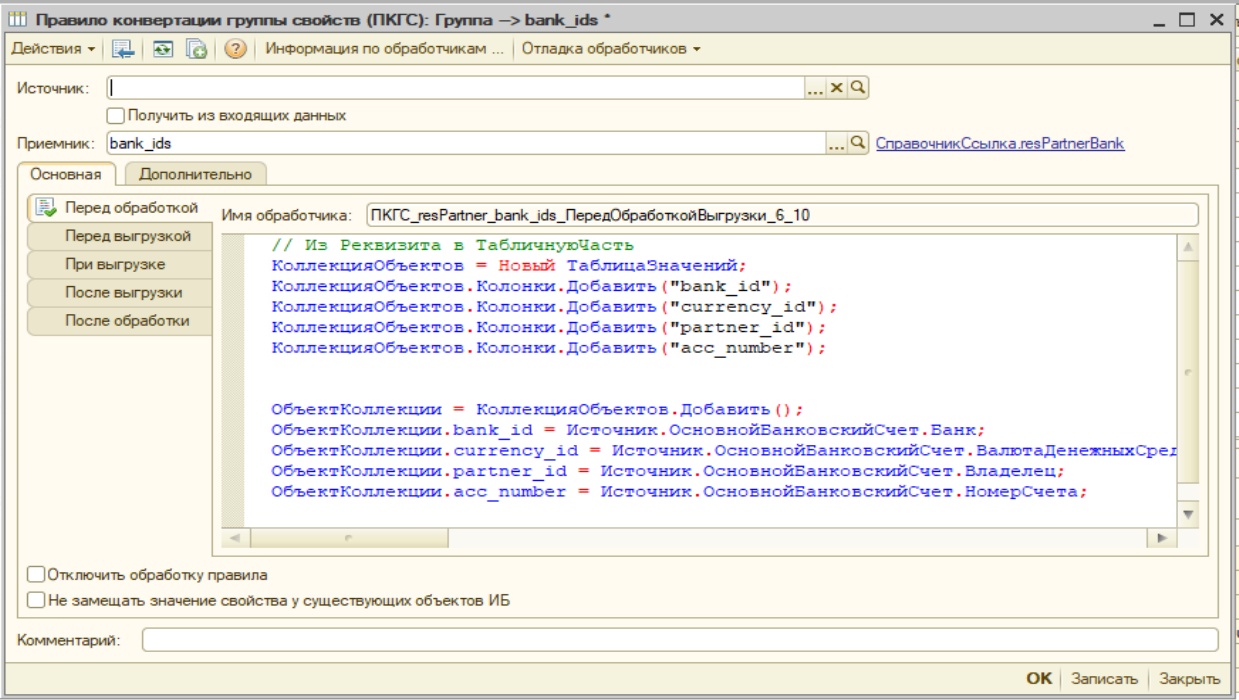 Правило конвертации группы свойств (ПКГС): Группа --> bank_ids *
Действия
Информация по обработчикам ...
Отладка обработчиков
Источник:
Получить из входящих данных
Приемник: bank_ids
СправочникСсылка.resPartnerBank
Основная
Дополнительно
Перед обработкой
Перед выгрузкой
При выгрузке
После выгрузки
После обработки
Имя обработчика: ПКГС_resPartner_bank_ids_ПередОбработкойВыгрузки_6_10
// Из Реквизита в ТабличнуюЧасть
КоллекцияОбъектов = Новый ТаблицаЗначений;
КоллекцияОбъектов.Колонки.Добавить("bank_id");
КоллекцияОбъектов.Колонки.Добавить("currency_id");
КоллекцияОбъектов.Колонки.Добавить("partner_id");
КоллекцияОбъектов.Колонки.Добавить("acc_number");
ОбъектКоллекции = КоллекцияОбъектов.Добавить();
ОбъектКоллекции.bank_id = Источник.ОсновнойБанковскийСчет.Банк;
ОбъектКоллекции.currency_id = Источник.ОсновнойБанковскийСчет.ВалютаДенежныхСред
ОбъектКоллекции.partner_id = Источник.ОсновнойБанковскийСчет.Владелец;
ОбъектКоллекции.acc_number = Источник.ОсновнойБанковскийСчет.НомерСчета;
Отключить обработку правила
Не замещать значение свойства у существующих объектов ИБ
Комментарий:
OK
Записать
Закрыть